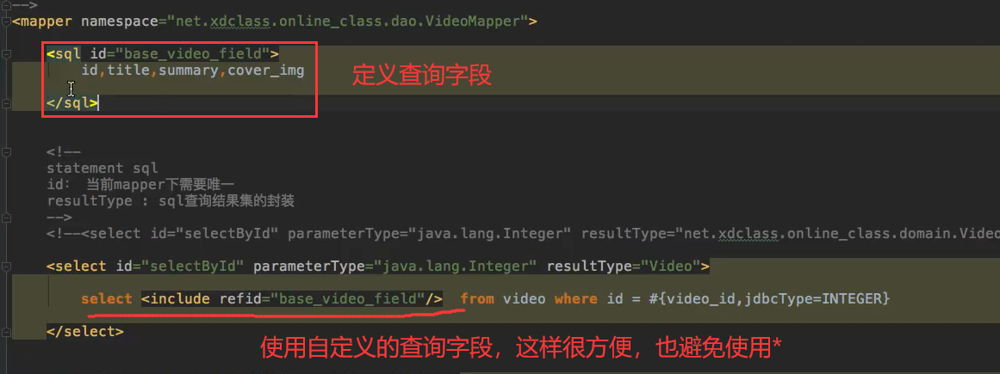 -->
<mapper namespace="net.xdclass.online_class.dao.VideoMapper">
<sql id="base_video_field">
id,title,summary,cover_img
定义查询字段
</sql>
<!--
statement sql
id: 当前mapper下需要唯一
resultType : sql查询结果集的封装
-->
<!--<select id="selectById" parameterType="java.lang.Integer" resultType="net.xdclass.online_class.domain.Video
<select id="selectById" parameterType="java.lang.Integer" resultType="Video">
select <include refid="base_video_field"/> from video where id = #{video_id,jdbcType=INTEGER}
</select>
使用自定义的查询字段，这样很方便，也避免使用*